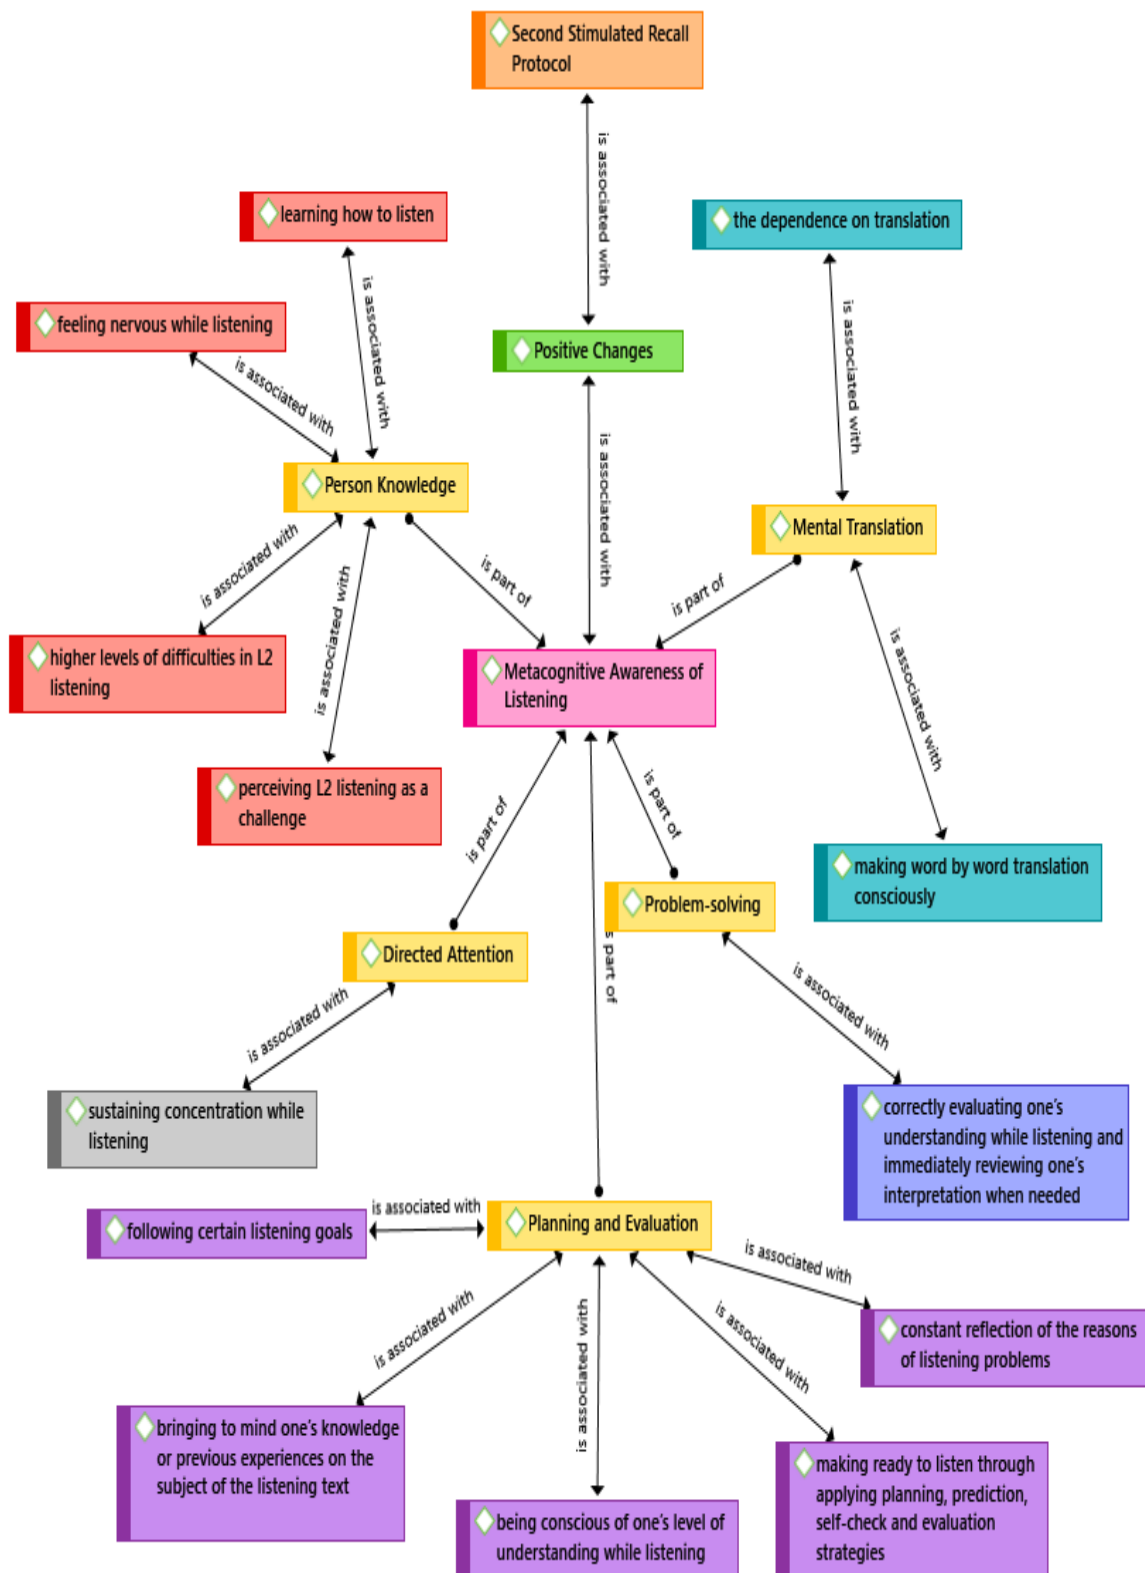 Second Stimulated Recall
Protocol
is associated with
learning how to listen
the dependence on translation
is associated with
is associated with
feeling nervous while listening
Positive Changes
is associated with
is associated with
Person Knowledge
Mental Translation
is associated with
is part of
is part of
is associated with
is associated with
higher levels of difficulties in L2
listening
Metacognitive Awareness of
Listening
perceiving L2 listening as a
challenge
is part of
is part of
making word by word translation
consciously
Problem-solving
Directed Attention
s part of
is associated with
is associated with
sustaining concentration while
listening
correctly evaluating one's
understanding while listening and
immediately reviewing one's
interpretation when needed
following certain listening goals
is associated with
Planning and Evaluation
is associated with
is associated with
is associated with
is associated with
constant reflection of the reasons
of listening problems
bringing to mind one's knowledge
or previous experiences on the
subject of the listening text
making ready to listen through
applying planning, prediction,
self-check and evaluation
strategies
being conscious of one's level of
understanding while listening